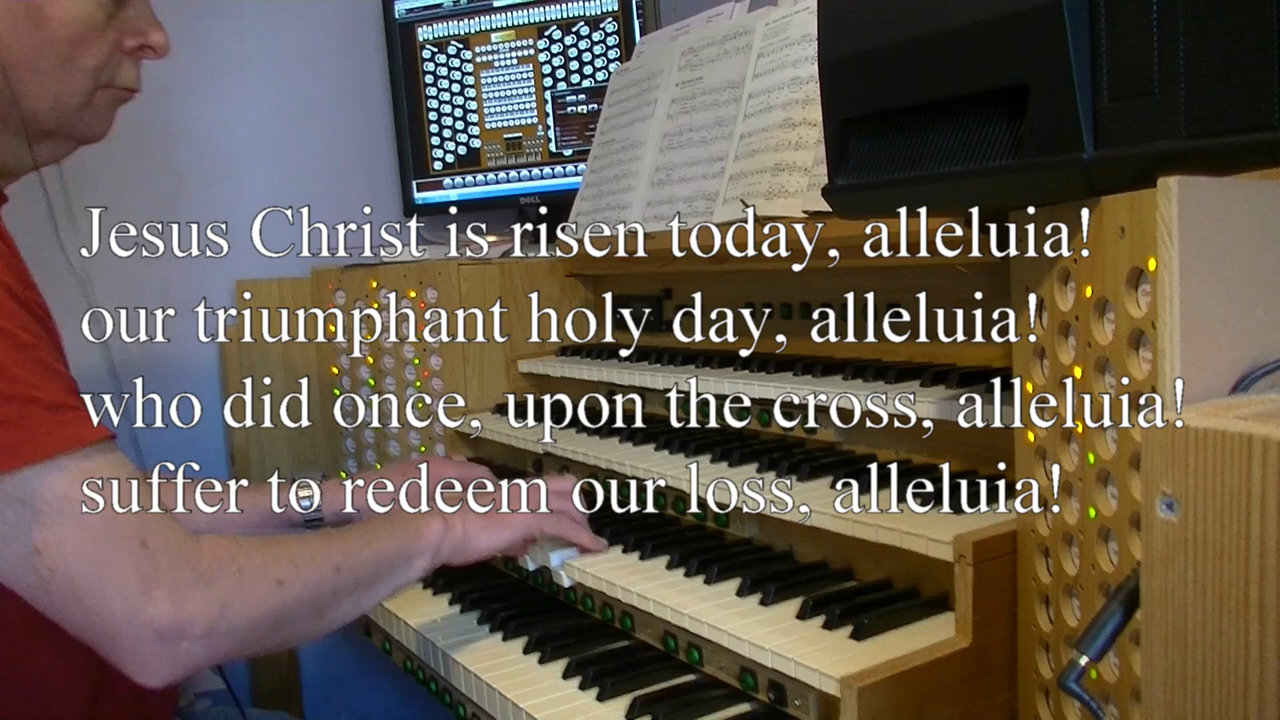 DELL
Jesus Christ is risen today, alleluia!
our triumphant holy day, alleluia!
who did once, upon the cross, alleluia!
suffer to redeem our loss, alleluia!